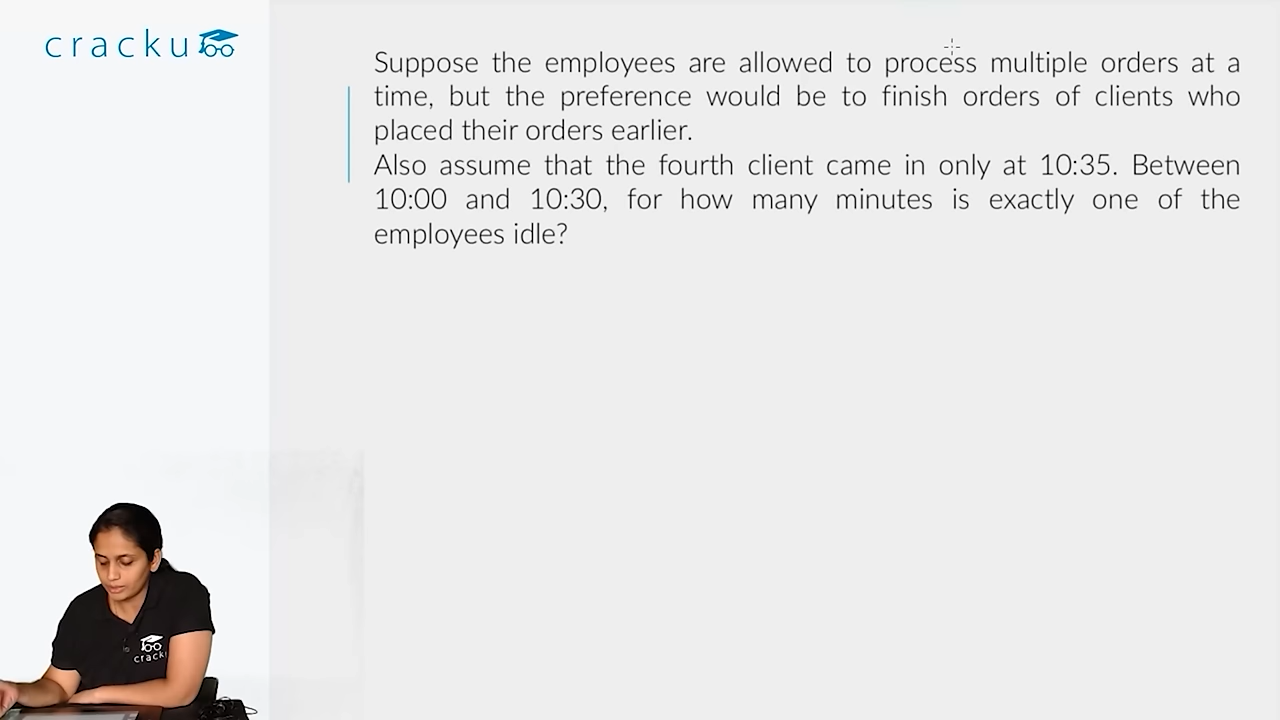 cracku
Suppose the employees are allowed to process multiple orders at a
time, but the preference would be to finish orders of clients who
placed their orders earlier.
Also assume that the fourth client came in only at 10:35. Between
10:00 and 10:30, for how many minutes is exactly one of the
employees idle?
crack